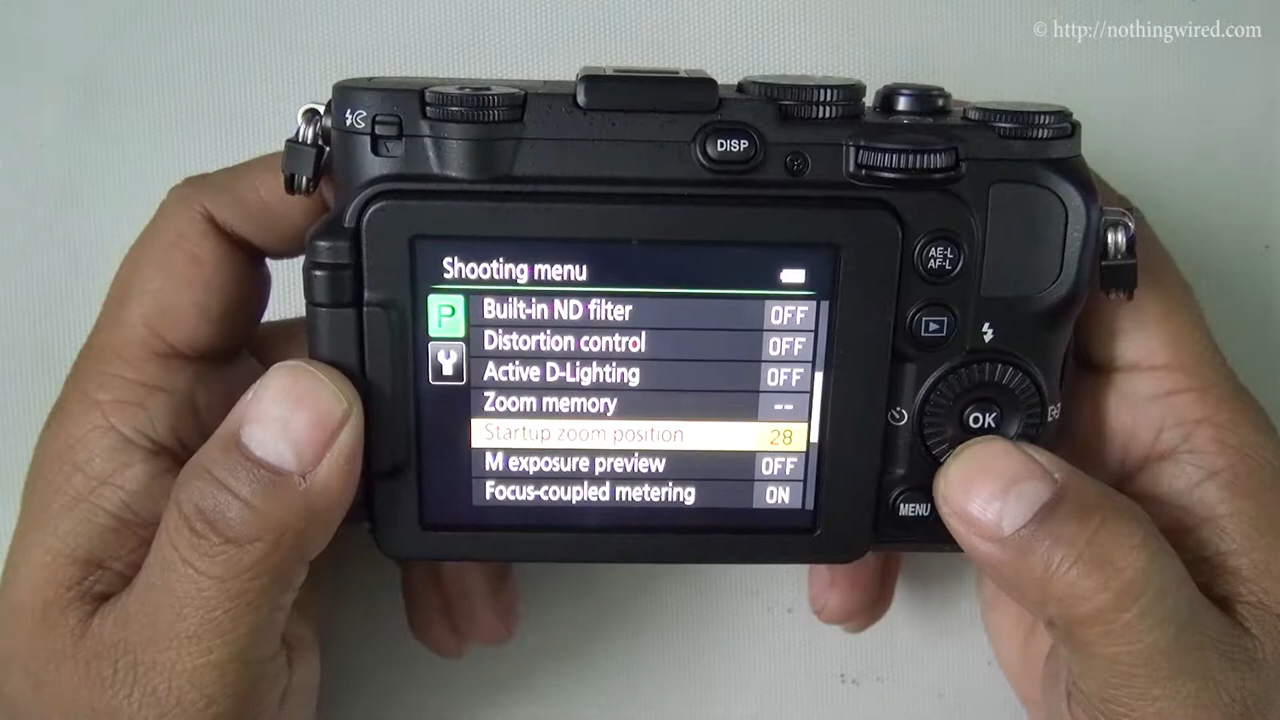 © http://nothingwired.com
DISP
AE-L
AF-L
Shooting menu
P
Built-in ND filter OFF
Distortion control OFF
Active D-Lighting OFF
Zoom memory --
Startup zoom position 28
M exposure preview OFF
Focus-coupled metering ON
OK
MENU